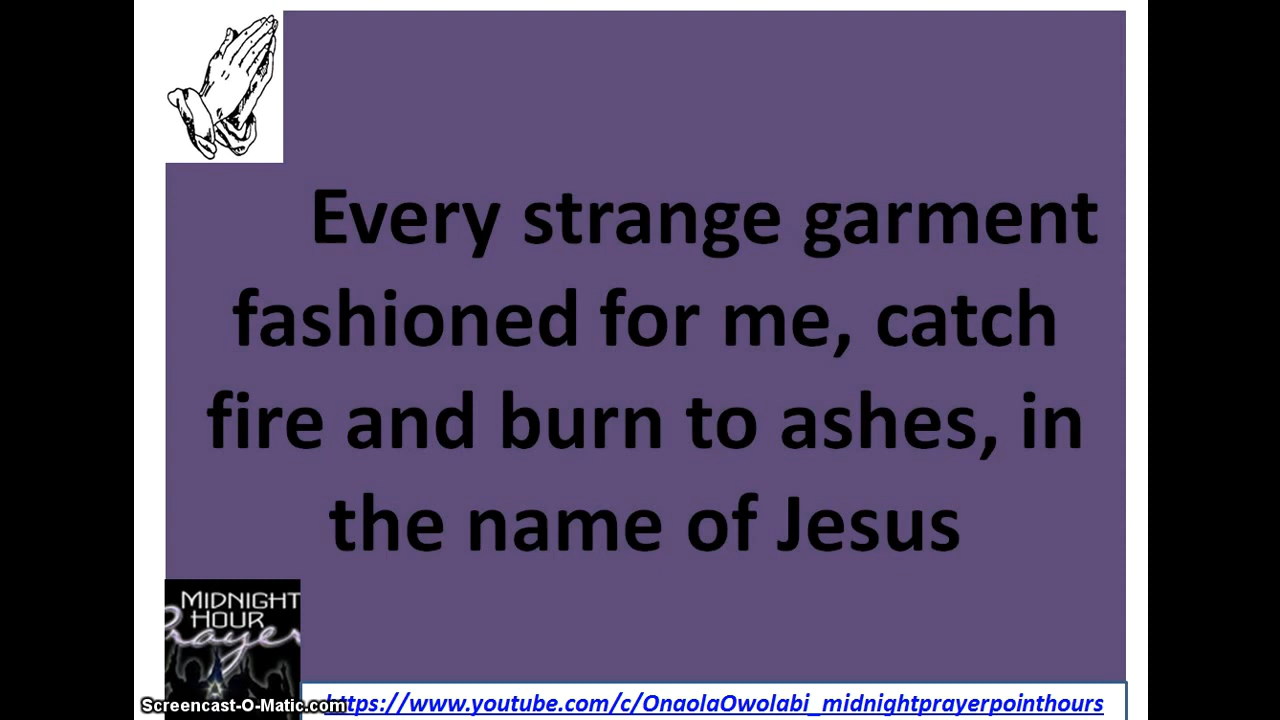 Every strange garment
fashioned for me, catch
fire and burn to ashes, in
the name of Jesus
MIDNIGHT
HOUR
Prayer
Screencast-O-Matic.com
https://www.youtube.com/c/OnaolaOwolabi_midnightprayerpointhours